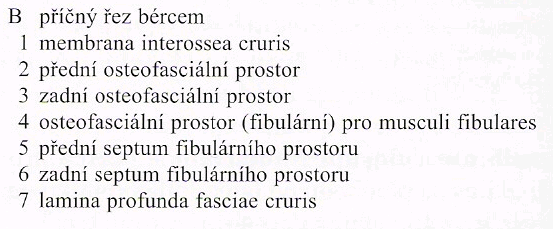 B příčný řez bércem
1 membrana interossea cruris
2 přední osteofasciální prostor
3 zadní osteofasciální prostor
4 osteofasciální prostor (fibulární) pro musculi fibulares
5 přední septum fibulárního prostoru
6 zadní septum fibulárního prostoru
7 lamina profunda fasciae cruris